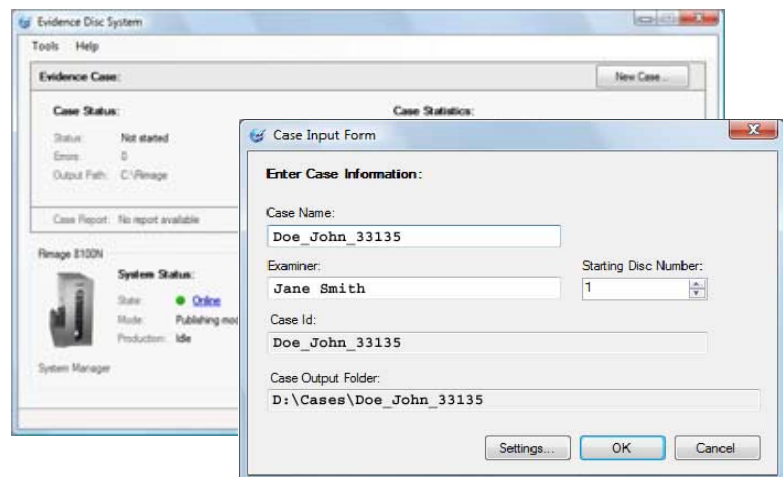 Evidence Disc System
Tools Help
Evidence Case:
New Case...
Case Status:
Case Statistics:
Status: Not started
Errors: 0
Output Path: C:\Rimage
Case Report: No report available
Rimage 8100N
System Status:
State: Online
Mode: Publishing mod
Production: Idle
System Manager
Case Input Form
Enter Case Information:
Case Name:
Doe_John_33135
Examiner:
Starting Disc Number:
Jane Smith
1
Case Id:
Doe_John_33135
Case Output Folder:
D:\Cases\Doe_John_33135
Settings... OK Cancel